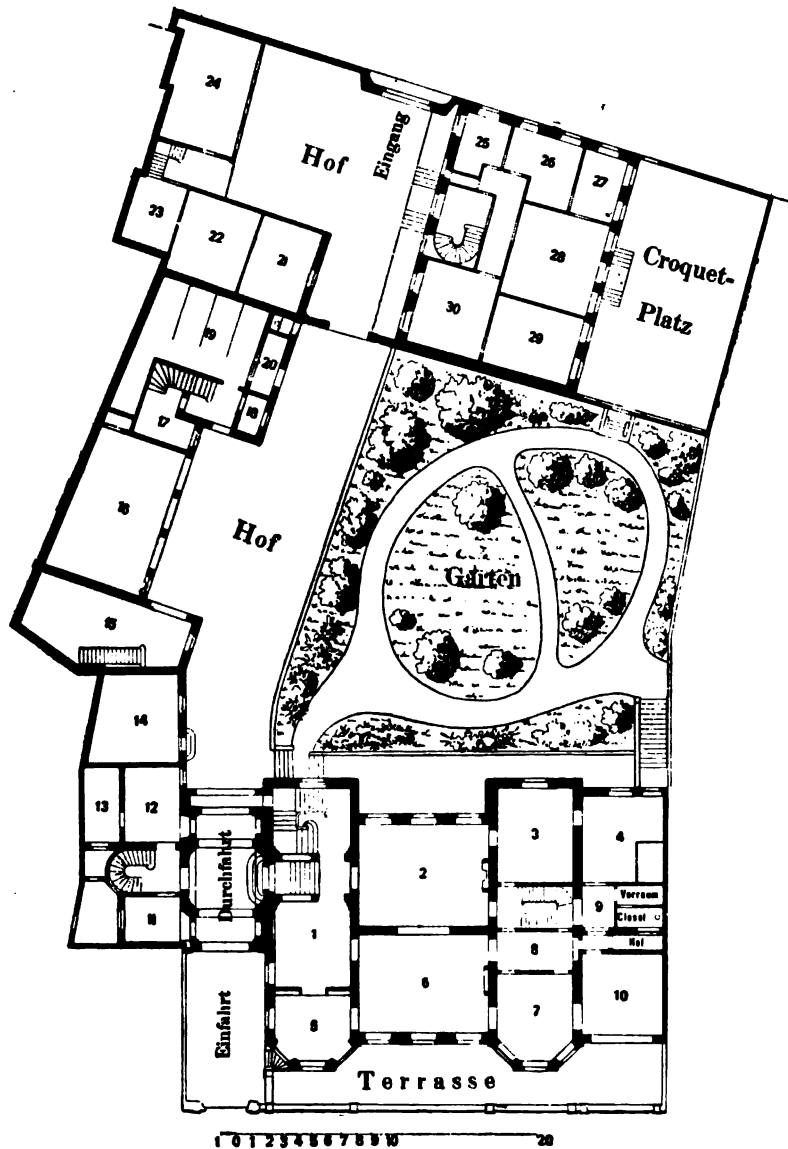 24
Hof
Eingang
25
26
27
23
22
21
28
Croquet-
Platz
30
29
19
20
18
17
16
Hof
Garten
15
14
13
12
Durchfahrt
3
4
2
11
1
9
Vorraum
Closet
Hof
8
6
7
10
5
Einfahrt
Terrasse
1 0 1 2 3 4 5 6 7 8 9 10 20